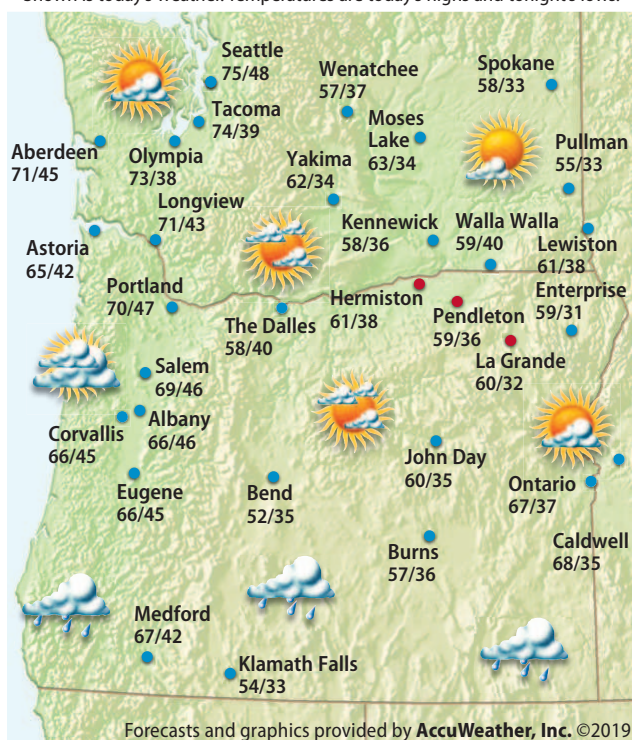 Shown is today's weather. Temperatures are today's highs and tonight's lows.
Seattle
75/48
Wenatchee
57/37
Spokane
58/33
Tacoma
74/39
Moses
Lake
63/34
Pullman
55/33
Aberdeen
71/45
Olympia
73/38
Yakima
62/34
Longview
71/43
Kennewick
58/36
Walla Walla
59/40
Lewiston
61/38
Astoria
65/42
Portland
70/47
The Dalles
58/40
Hermiston
61/38
Pendleton
59/36
Enterprise
59/31
La Grande
60/32
Salem
69/46
Albany
66/46
Corvallis
66/45
John Day
60/35
Eugene
66/45
Bend
52/35
Ontario
67/37
Burns
57/36
Caldwell
68/35
Medford
67/42
Klamath Falls
54/33
Forecasts and graphics provided by AccuWeather, Inc. ©2019